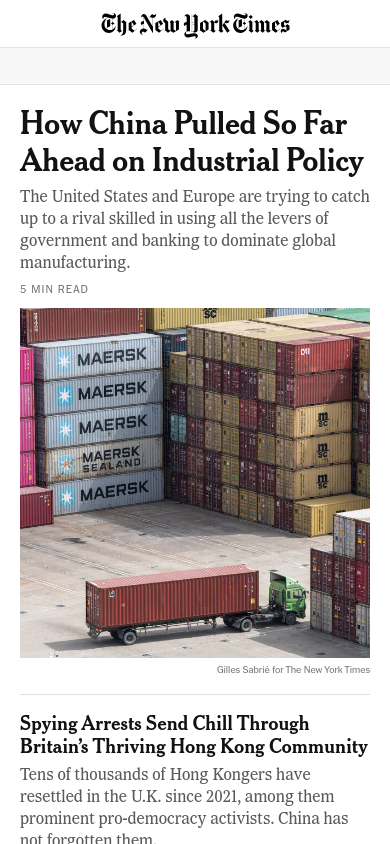 The New York Times
How China Pulled So Far
Ahead on Industrial Policy
The United States and Europe are trying to catch
up to a rival skilled in using all the levers of
government and banking to dominate global
manufacturing.
5 MIN READ
SC
MAERSK
MAERSK
MAERSK
MAERSK
SEALAND
MAERSK
m
SC
m
SC
m
SC
Gilles Sabrié for The New York Times
Spying Arrests Send Chill Through
Britain's Thriving Hong Kong Community
Tens of thousands of Hong Kongers have
resettled in the U.K. since 2021, among them
prominent pro-democracy activists. China has
not forgotten them.